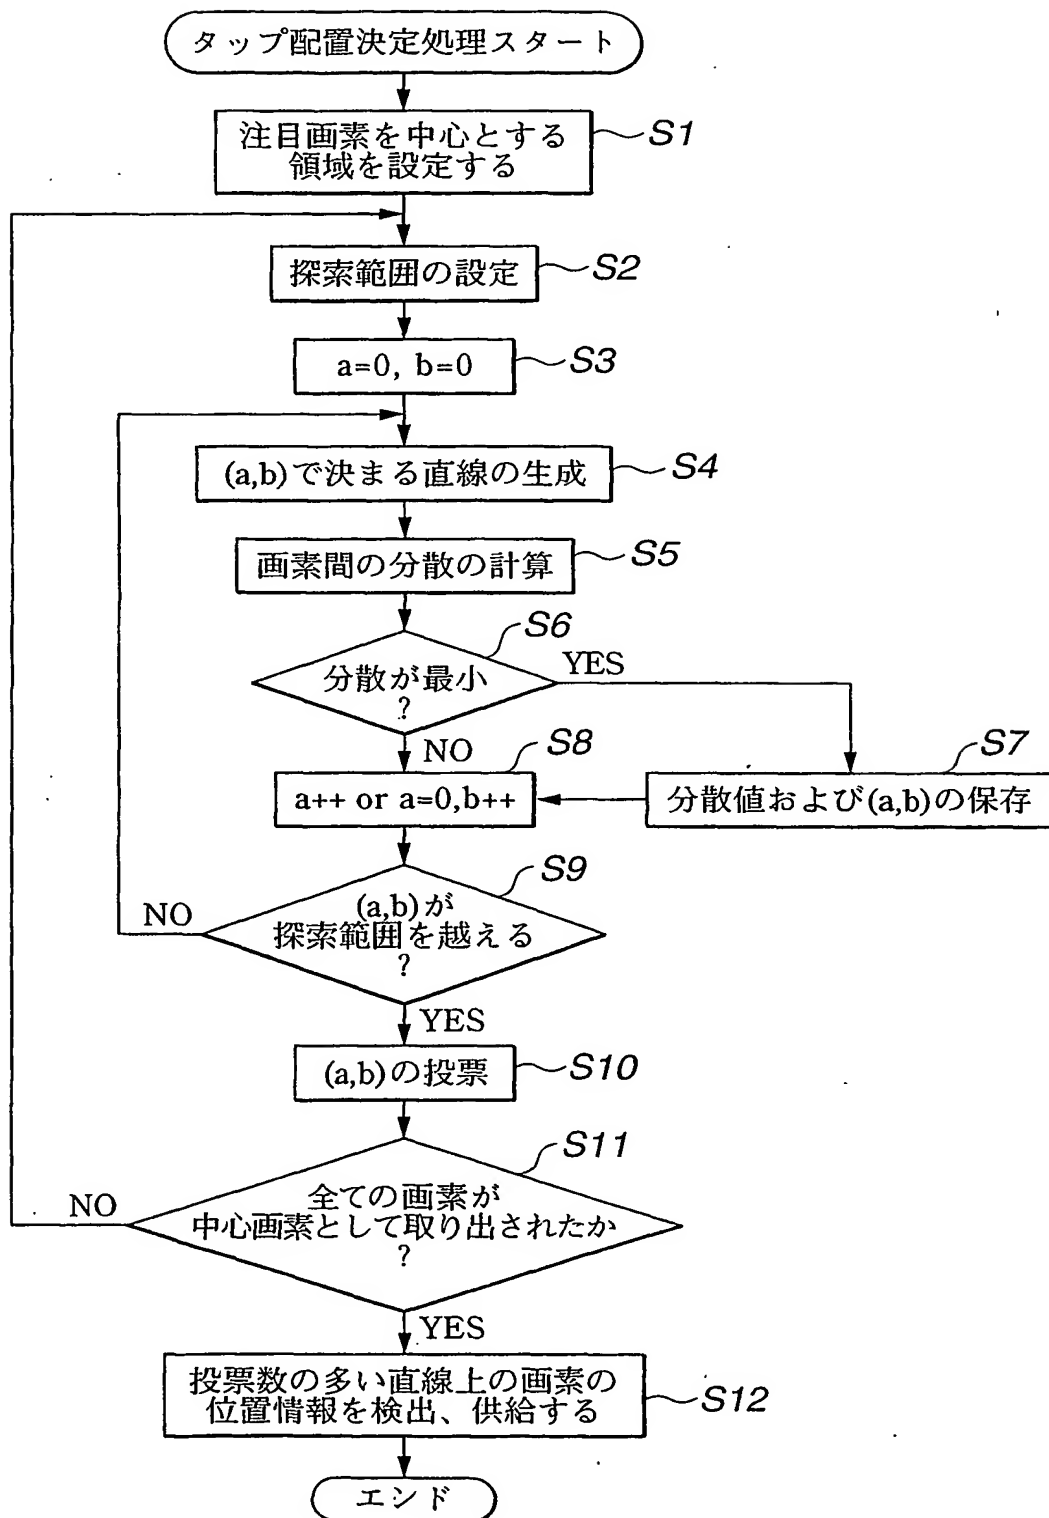 タップ配置決定処理スタート
注目画素を中心とする
領域を設定する
S1
探索範囲の設定
S2
a=0, b=0
S3
(a,b)で決まる直線の生成
S4
画素間の分散の計算
S5
S6
分散が最小
?
YES
NO
S8
a++ or a=0,b++
S7
分散値および(a,b)の保存
S9
(a,b)が
探索範囲を越える
?
NO
YES
(a,b)の投票
S10
S11
全ての画素が
中心画素として取り出されたか
?
NO
YES
投票数の多い直線上の画素の
位置情報を検出、供給する
S12
エンド